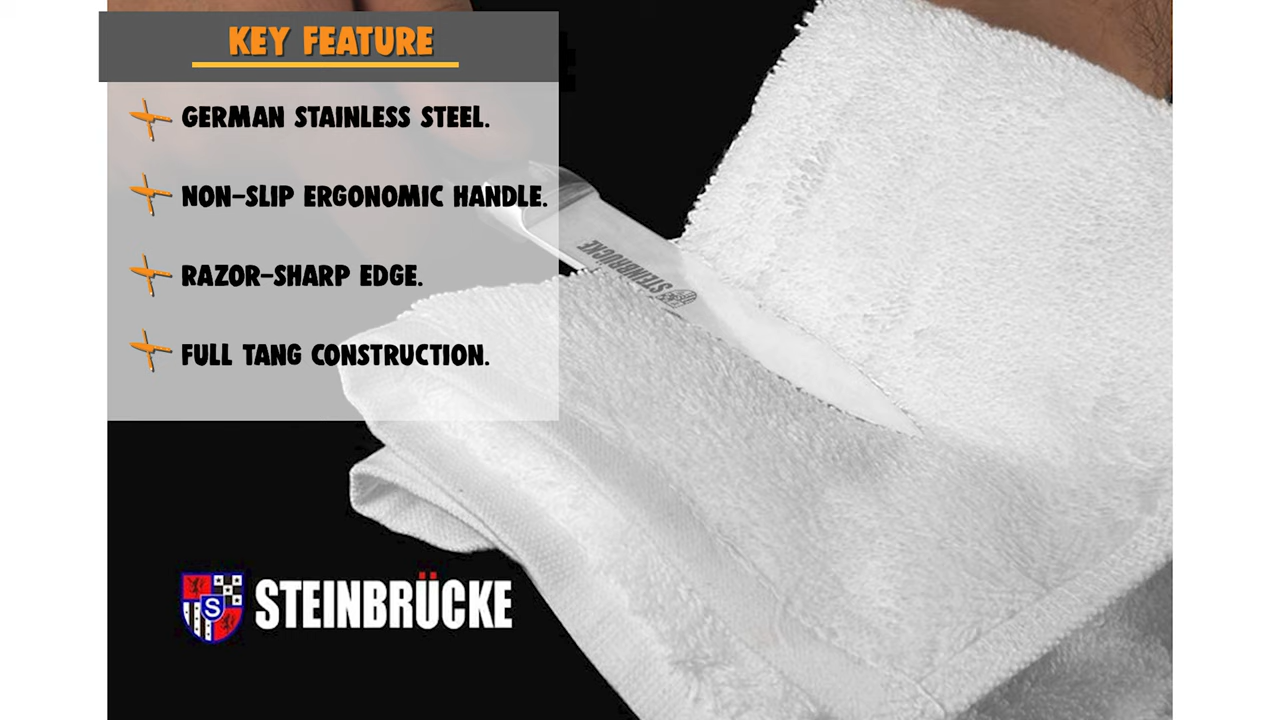 KEY FEATURE
GERMAN STAINLESS STEEL.
NON-SLIP ERGONOMIC HANDLE.
RAZOR-SHARP EDGE.
FULL TANG CONSTRUCTION.
STEINBRÜCKE
S
STEINBRÜCKE